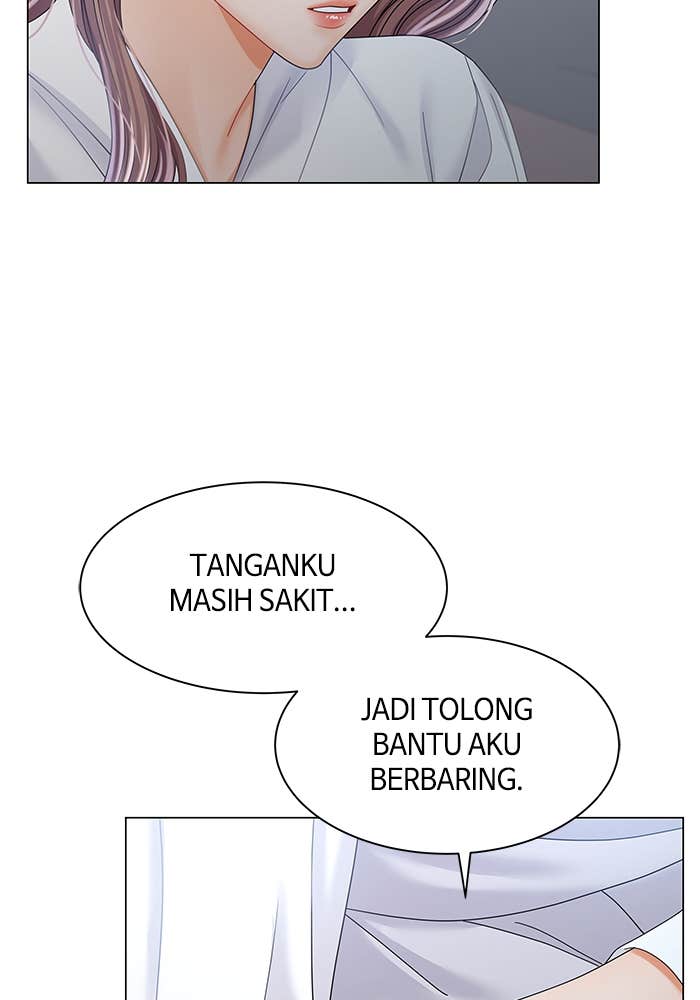 TANGANKU
MASIH SAKIT...
JADI TOLONG
BANTU AKU
BERBARING.